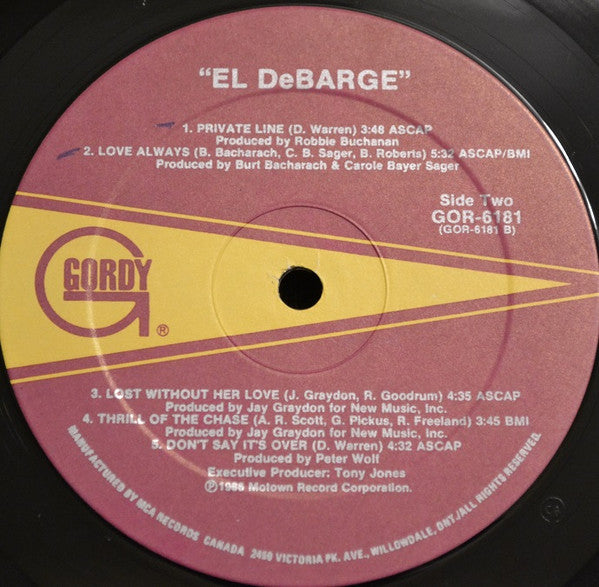 "EL DeBARGE"
1. PRIVATE LINE (D. Warren) 3:48 ASCAP
Produced by Robbie Buchanan
2. LOVE ALWAYS (B. Bacharach, C. B. Sager, B. Roberts) 5:32 ASCAP/BMI
Produced by Burt Bacharach & Carole Bayer Sager
Side Two
GOR-6181
(GOR-6181 B)
GORDY
G
®
3. LOST WITHOUT HER LOVE (J. Graydon, R. Goodrum) 4:35 ASCAP
Produced by Jay Graydon for New Music, Inc.
4. THRILL OF THE CHASE (A. R. Scott, G. Pickus, R. Freeland) 3:45 BMI
Produced by Jay Graydon for New Music, Inc.
5. DON'T SAY IT'S OVER (D. Warren) 4:32 ASCAP
Produced by Peter Wolf
Executive Producer: Tony Jones
℗1986 Motown Record Corporation.
MANUFACTURED BY MCA RECORDS CANADA 2450 VICTORIA PK. AVE., WILLOWDALE, ONT./ALL RIGHTS RESERVED.